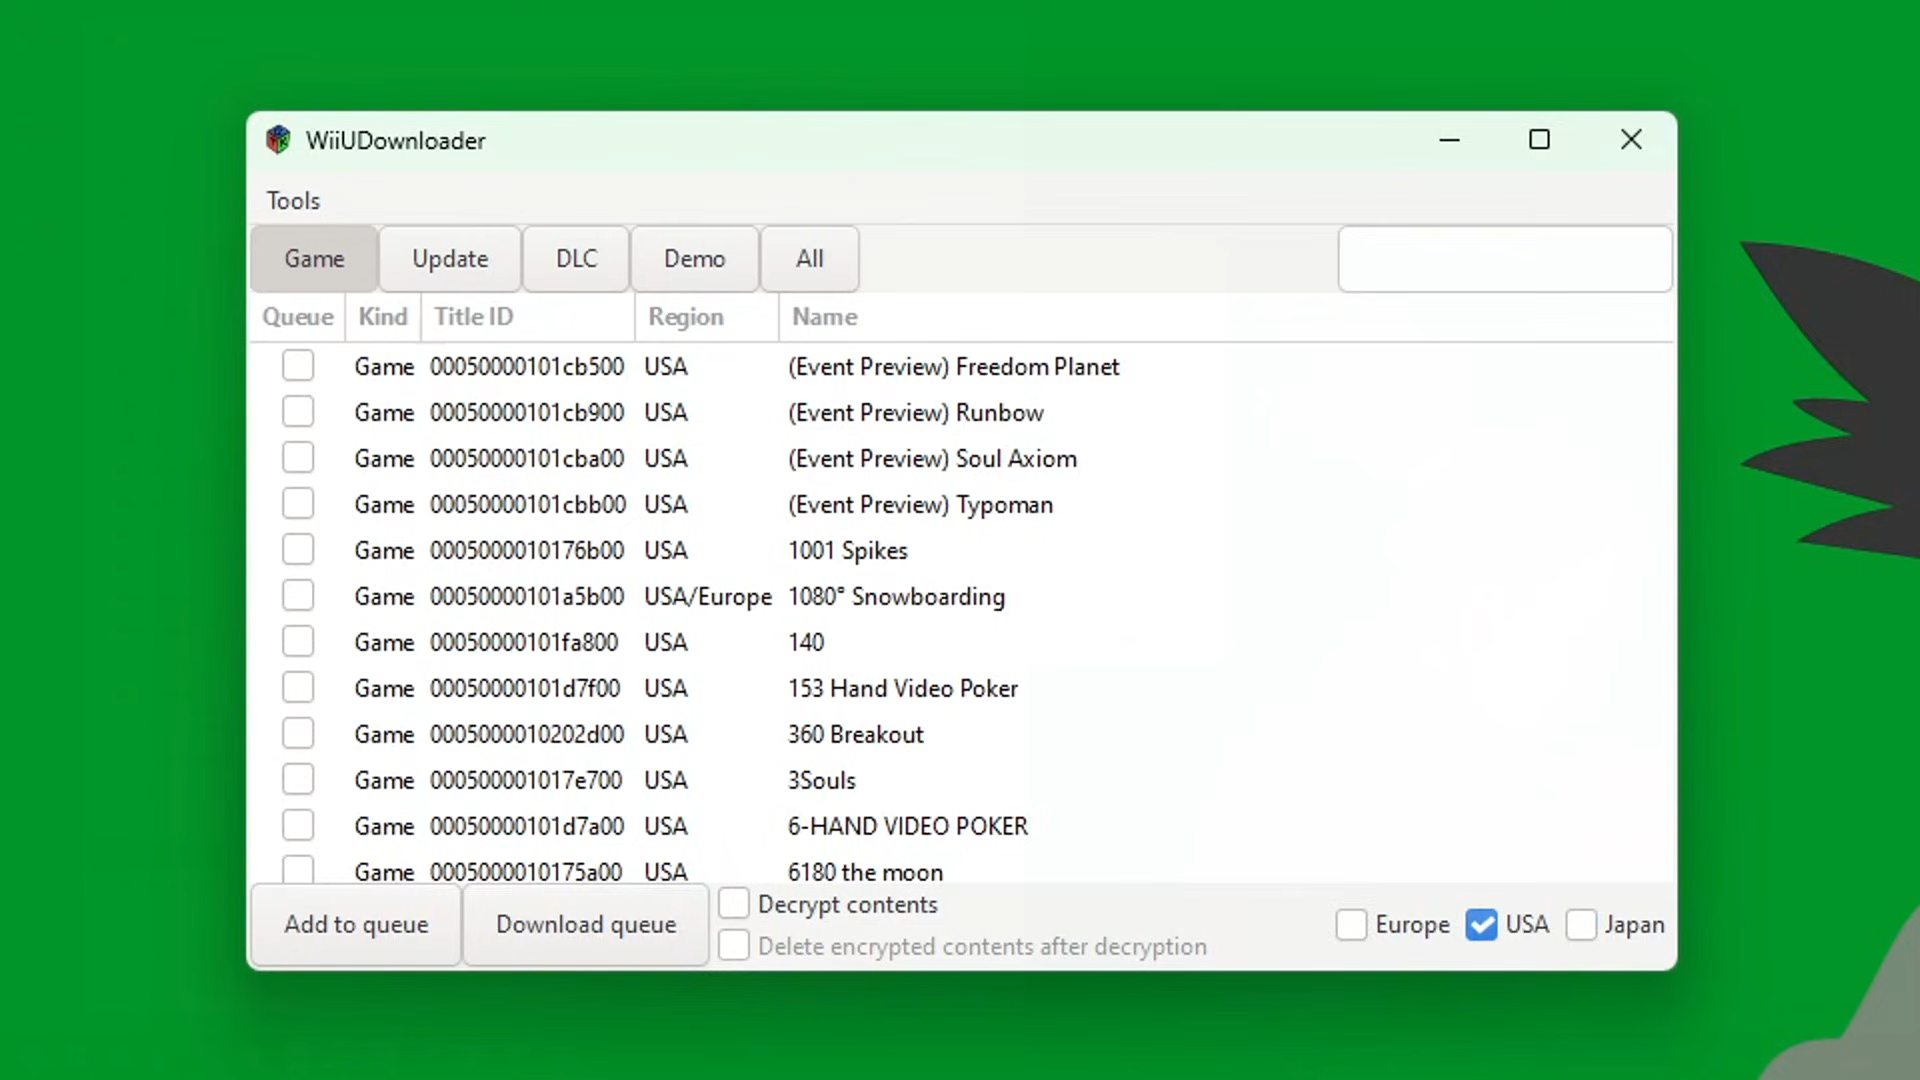 WiiUDownloader
Tools
Game Update DLC Demo All
Queue Kind Title ID Region Name
Game 00050000101cb500 USA (Event Preview) Freedom Planet
Game 00050000101cb900 USA (Event Preview) Runbow
Game 00050000101cba00 USA (Event Preview) Soul Axiom
Game 00050000101cbb00 USA (Event Preview) Typoman
Game 0005000010176b00 USA 1001 Spikes
Game 00050000101a5b00 USA/Europe 1080° Snowboarding
Game 00050000101fa800 USA 140
Game 00050000101d7f00 USA 153 Hand Video Poker
Game 0005000010202d00 USA 360 Breakout
Game 000500001017e700 USA 3Souls
Game 00050000101d7a00 USA 6-HAND VIDEO POKER
Game 0005000010175a00 USA 6180 the moon
Add to queue Download queue Decrypt contents Europe USA Japan
Delete encrypted contents after decryption